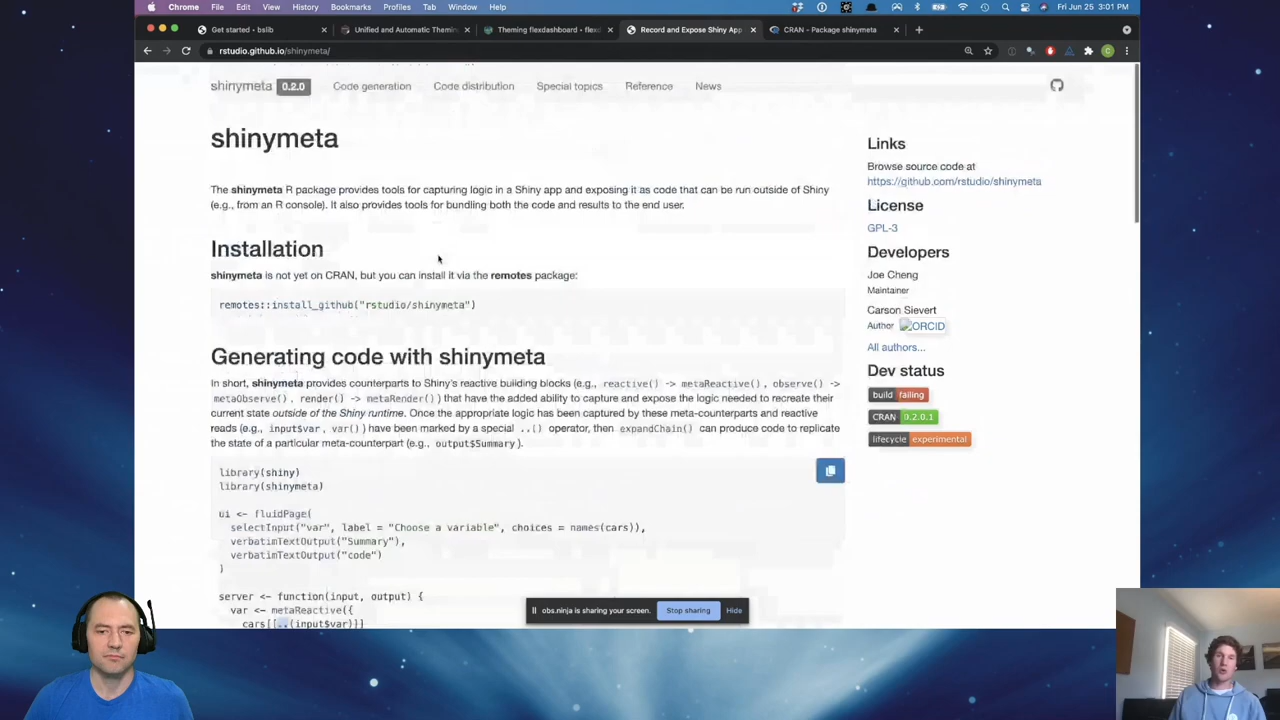 Chrome File Edit View History Bookmarks Profiles Tab Window Help Fri Jun 25 3:01 PM
Get started • bslib Unified and Automatic Theming Theming flexdashboard • flexd Record and Expose Shiny App CRAN - Package shinymeta
rstudio.github.io/shinymeta/
shinymeta 0.2.0 Code generation Code distribution Special topics Reference News
shinymeta
The shinymeta R package provides tools for capturing logic in a Shiny app and exposing it as code that can be run outside of Shiny
(e.g., from an R console). It also provides tools for bundling both the code and results to the end user.
Installation
shinymeta is not yet on CRAN, but you can install it via the remotes package:
remotes::install_github("rstudio/shinymeta")
Generating code with shinymeta
In short, shinymeta provides counterparts to Shiny's reactive building blocks (e.g., reactive() -> metaReactive(), observe() ->
metaObserve(), render() -> metaRender()) that have the added ability to capture and expose the logic needed to recreate their
current state outside of the Shiny runtime. Once the appropriate logic has been captured by these meta-counterparts and reactive
reads (e.g., input$var, var()) have been marked by a special ..() operator, then expandChain() can produce code to replicate
the state of a particular meta-counterpart (e.g., output$Summary).
library(shiny)
library(shinymeta)
ui <- fluidPage(
selectInput("var", label = "Choose a variable", choices = names(cars)),
verbatimTextOutput("Summary"),
verbatimTextOutput("code")
)
server <- function(input, output) {
var <- metaReactive({
cars[[..(input$var)]]
Links
Browse source code at
https://github.com/rstudio/shinymeta
License
GPL-3
Developers
Joe Cheng
Maintainer
Carson Sievert
Author ORCID
All authors...
Dev status
build failing
CRAN 0.2.0.1
lifecycle experimental
obs.ninja is sharing your screen. Stop sharing Hide